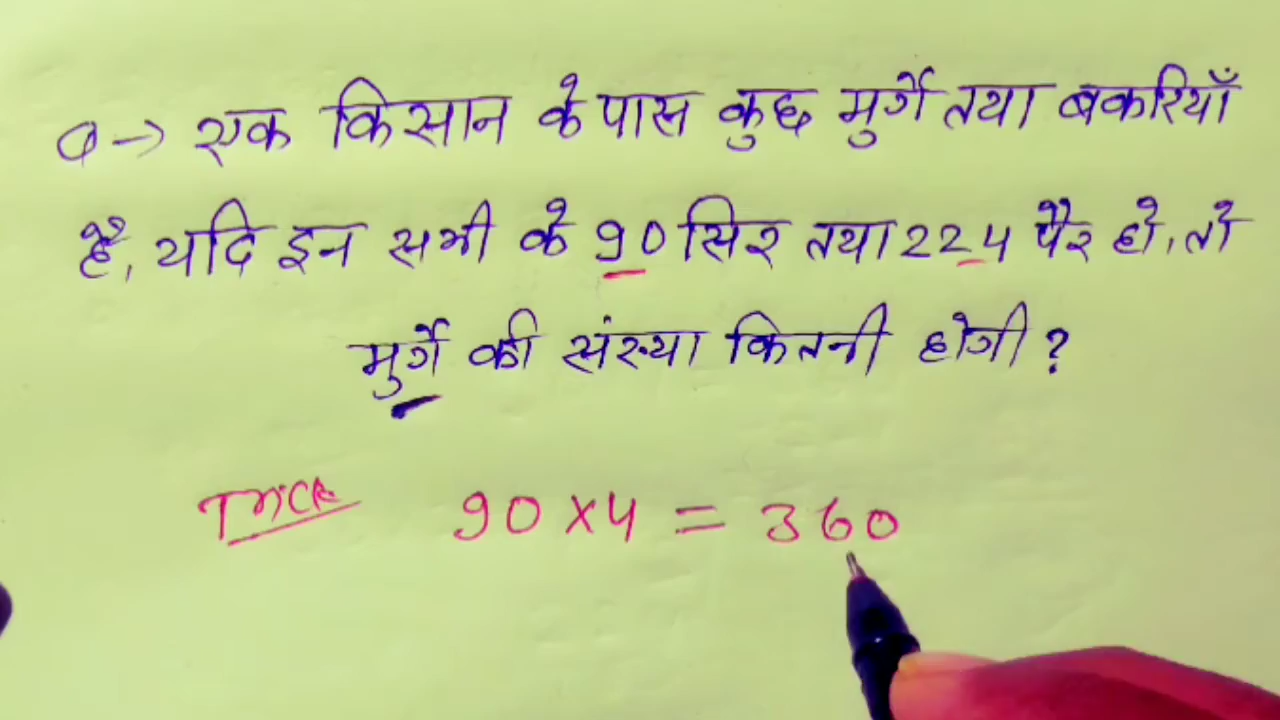 Q→ एक किसान के पास कुछ मुर्गे तथा बकरियाँ
हैं, यदि इन सभी के 90 सिर तथा 224 पैर हो, तो
मुर्गे की संख्या कितनी होगी?
Trick 90 × 4 = 360